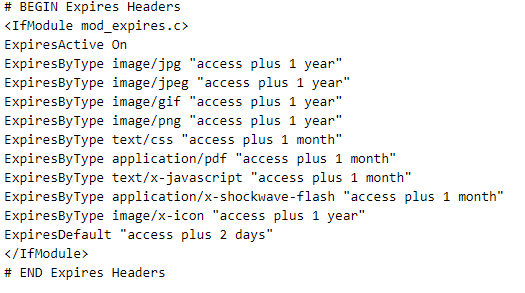 # BEGIN Expires Headers
<IfModule mod_expires.c>
ExpiresActive On
ExpiresByType image/jpg "access plus 1 year"
ExpiresByType image/jpeg "access plus 1 year"
ExpiresByType image/gif "access plus 1 year"
ExpiresByType image/png "access plus 1 year"
ExpiresByType text/css "access plus 1 month"
ExpiresByType application/pdf "access plus 1 month"
ExpiresByType text/x-javascript "access plus 1 month"
ExpiresByType application/x-shockwave-flash "access plus 1 month"
ExpiresByType image/x-icon "access plus 1 year"
ExpiresDefault "access plus 2 days"
</IfModule>
# END Expires Headers